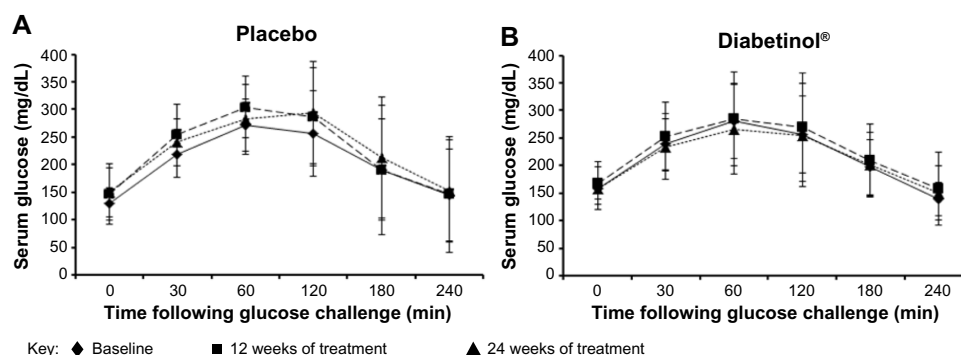 A
Placebo
Serum glucose (mg/dL)
400
350
300
250
200
150
100
50
0
0 30 60 120 180 240
Time following glucose challenge (min)
B
Diabetinol®
Serum glucose (mg/dL)
400
350
300
250
200
150
100
50
0
0 30 60 120 180 240
Time following glucose challenge (min)
Key: Baseline 12 weeks of treatment 24 weeks of treatment